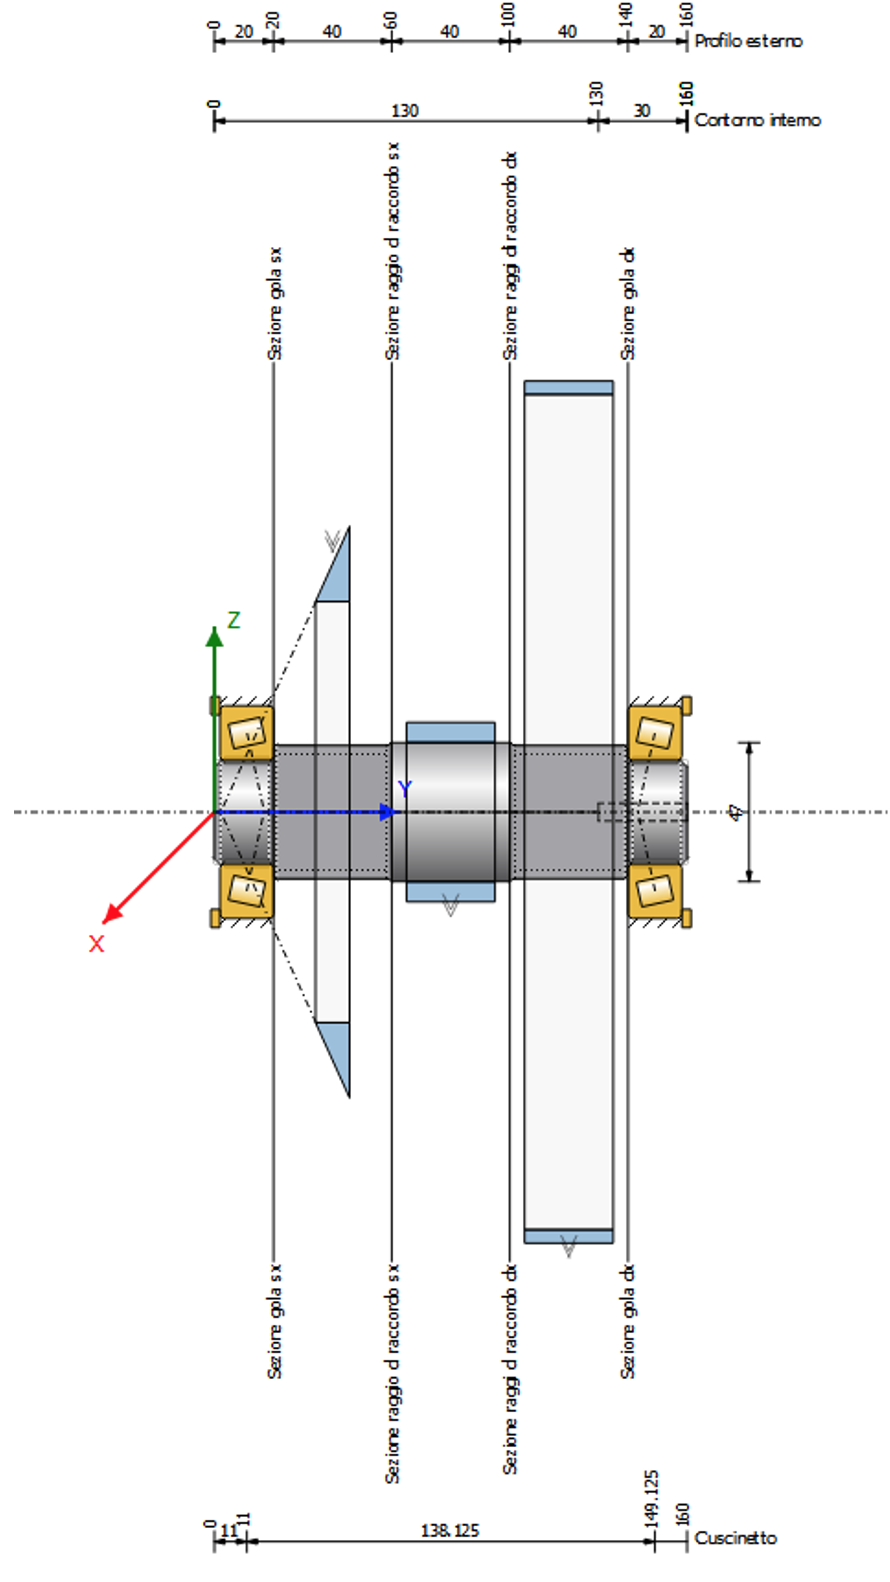 0 20 60 100 140 160
20 40 40 40 20 Profilo esterno
0 130 160
130 30 Contorno interno
Sezione gola sx
Sezione raggio d raccordo sx
Sezione raggi di raccordo dx
Sezione gola dx
Z
Y
X
47
Sezione gola sx
Sezione raggio d raccordo sx
Sezione raggi d raccordo dx
Sezione gola dx
0 11 149.125 160
11 138.125 Cuscinetto